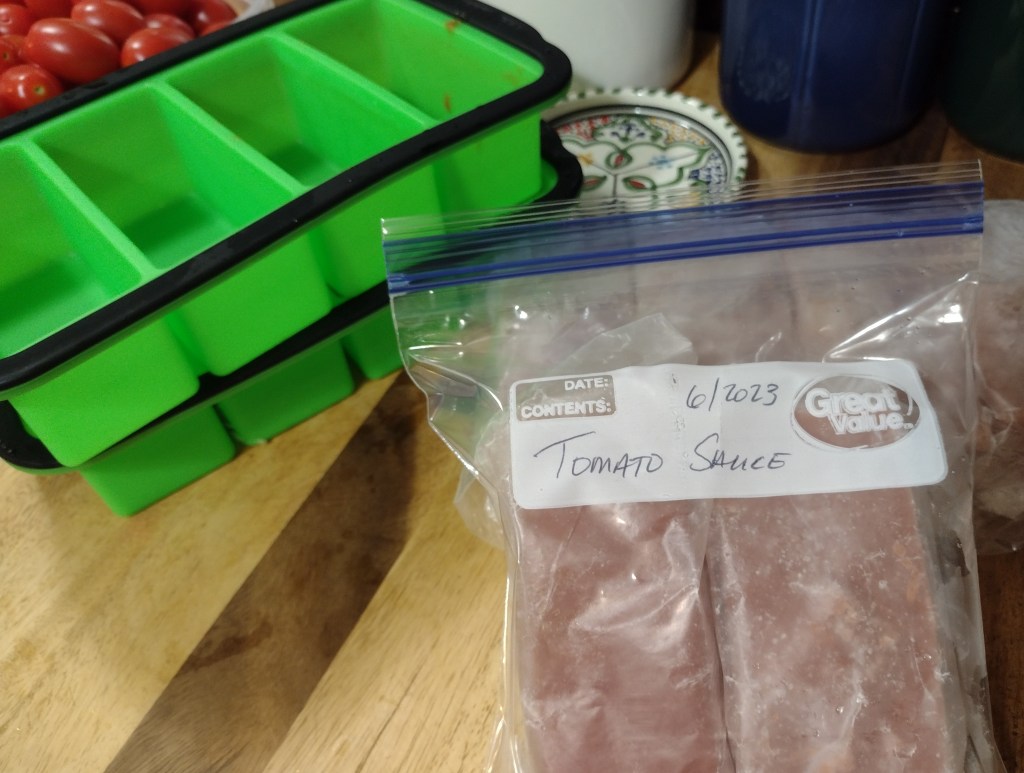 DATE: 6/2023
CONTENTS:
Great Value
TOMATO SAUCE